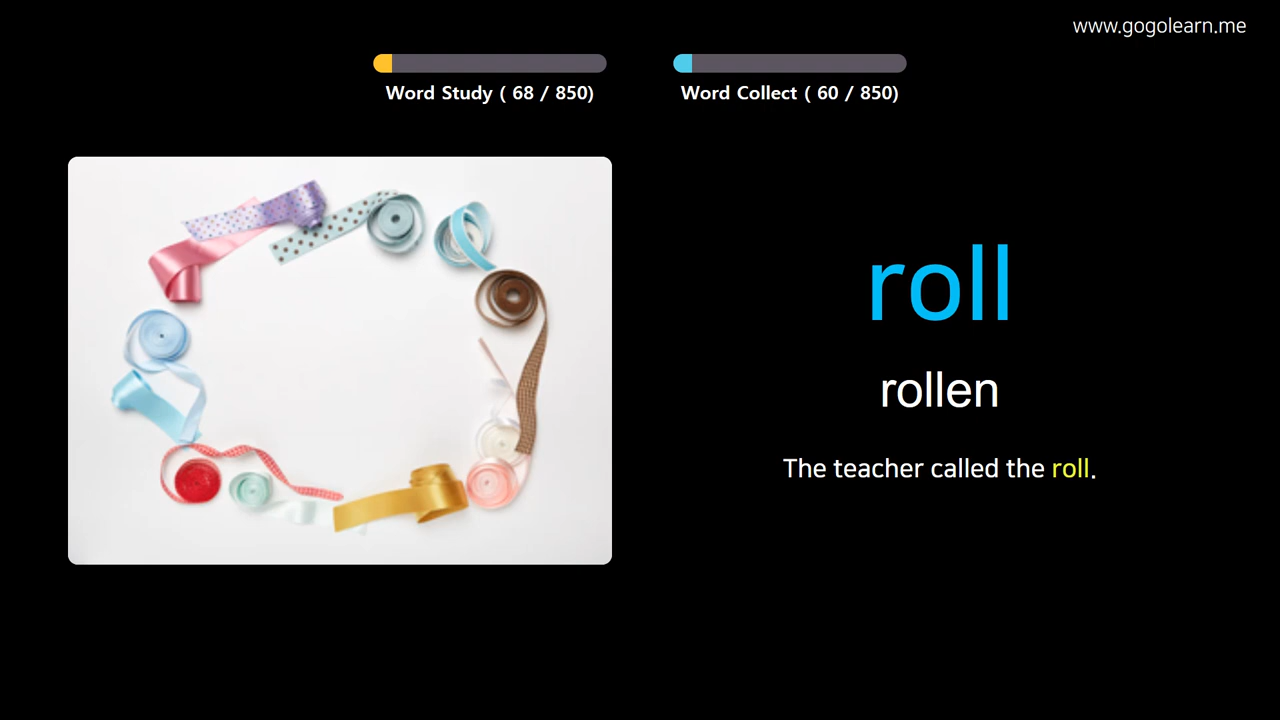 www.gogolearn.me
Word Study ( 68 / 850)
Word Collect ( 60 / 850)
roll
rollen
The teacher called the roll.